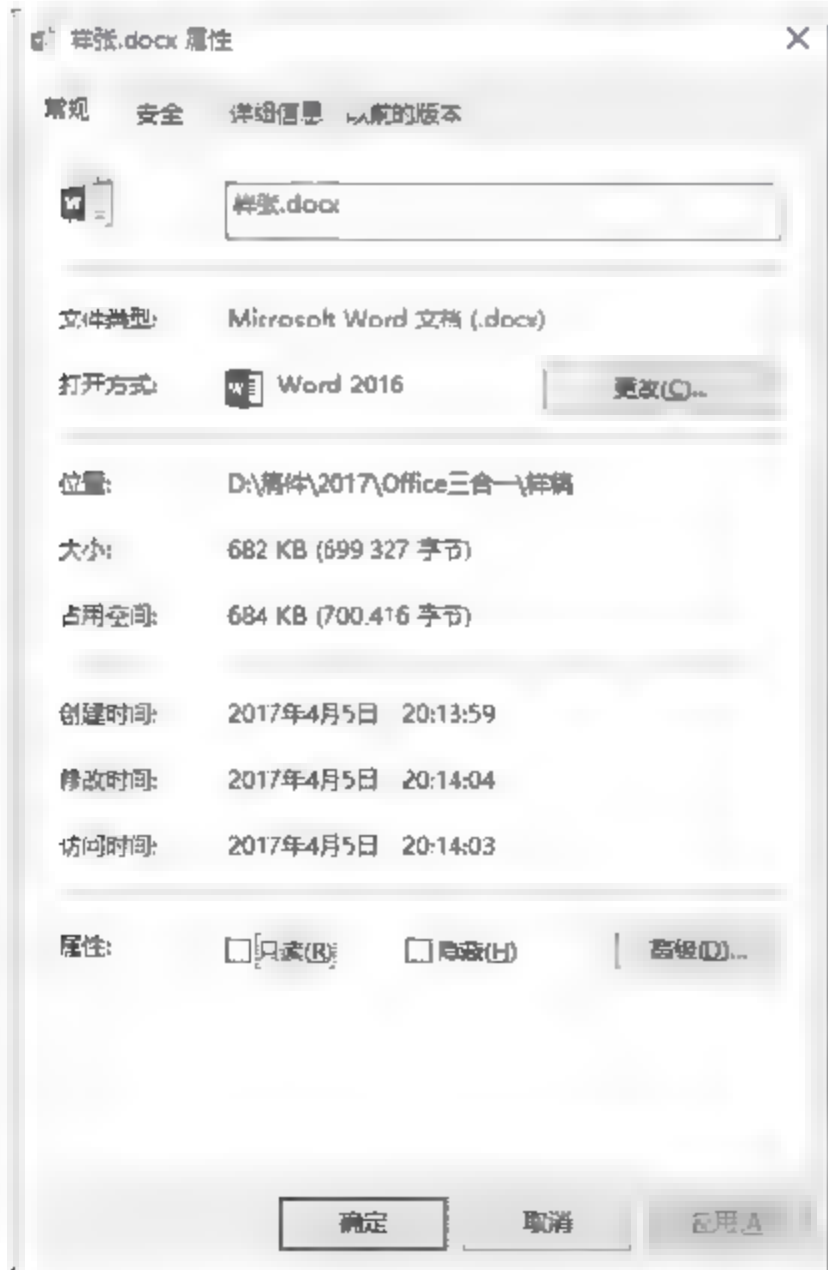 样张.docx 属性
常规 安全 详细信息 以前的版本
样张.docx
文件类型: Microsoft Word 文档 (.docx)
打开方式: Word 2016 更改(C)...
位置: D:\稿件\2017\Office三合一\样稿
大小: 682 KB (699 327 字节)
占用空间: 684 KB (700,416 字节)
创建时间: 2017年4月5日 20:13:59
修改时间: 2017年4月5日 20:14:04
访问时间: 2017年4月5日 20:14:03
属性: 只读(R) 隐藏(H) 高级(D)...
确定 取消 应用 A